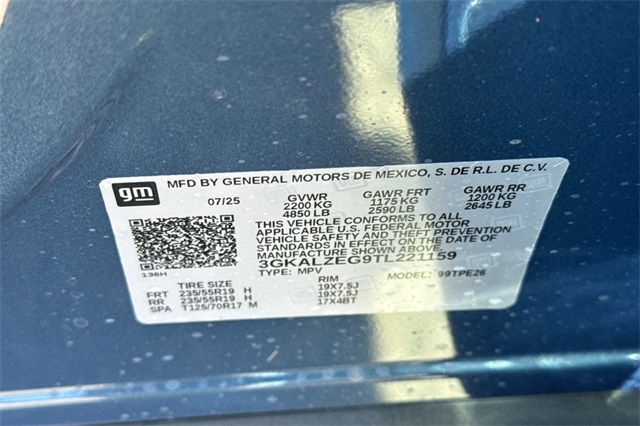 gm MFD BY GENERAL MOTORS DE MEXICO, S. DE R.L. DE C.V.
07/25 GVWR GAWR FRT GAWR RR
2200 KG 1175 KG 1200 KG
4850 LB 2590 LB 2645 LB
THIS VEHICLE CONFORMS TO ALL
APPLICABLE U.S. FEDERAL MOTOR
VEHICLE SAFETY AND THEFT PREVENTION
STANDARDS IN EFFECT ON THE DATE OF
MANUFACTURE SHOWN ABOVE.
3GKALZEG9TL221159
136H TYPE: MPV MODEL: 99TPE26
TIRE SIZE RIM
FRT 235/55R19 H 19X7.5J
RR 235/55R19 H 19X7.5J
SPA T125/70R17 M 17X4BT